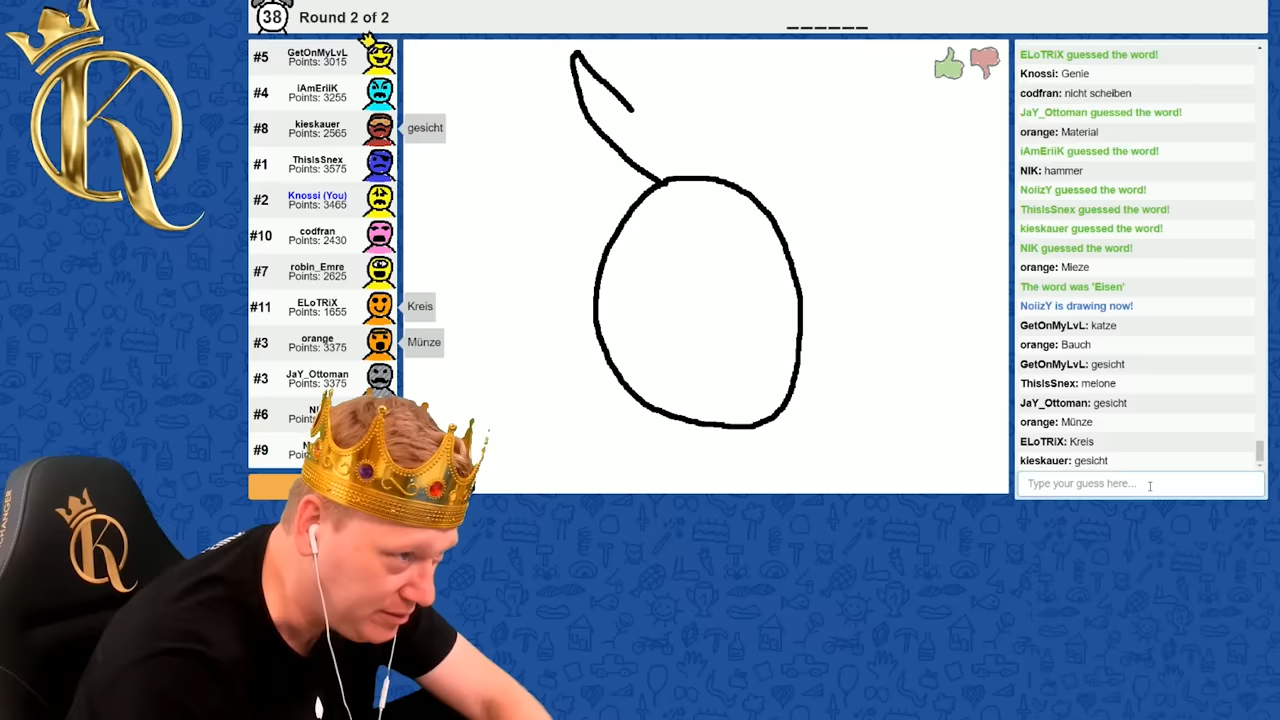 38 Round 2 of 2
______
#5 GetOnMyLvL
Points: 3015
#4 iAmEriiK
Points: 3255
#8 kieskauer
Points: 2565
gesicht
#1 ThisIsSnex
Points: 3575
#2 Knossi (You)
Points: 3465
#10 codfran
Points: 2430
#7 robin_Emre
Points: 2625
#11 ELoTRiX
Points: 1655
Kreis
#3 orange
Points: 3375
Münze
#3 JaY_Ottoman
Points: 3375
#6
#9
ELoTRiX guessed the word!
Knossi: Genie
codfran: nicht scheiben
JaY_Ottoman guessed the word!
orange: Material
iAmEriiK guessed the word!
NIK: hammer
NoiizY guessed the word!
ThisIsSnex guessed the word!
kieskauer guessed the word!
NIK guessed the word!
orange: Mieze
The word was 'Eisen'
NoiizY is drawing now!
GetOnMyLvL: katze
orange: Bauch
GetOnMyLvL: gesicht
ThisIsSnex: melone
JaY_Ottoman: gesicht
orange: Münze
ELoTRiX: Kreis
kieskauer: gesicht
Type your guess here...
K
K